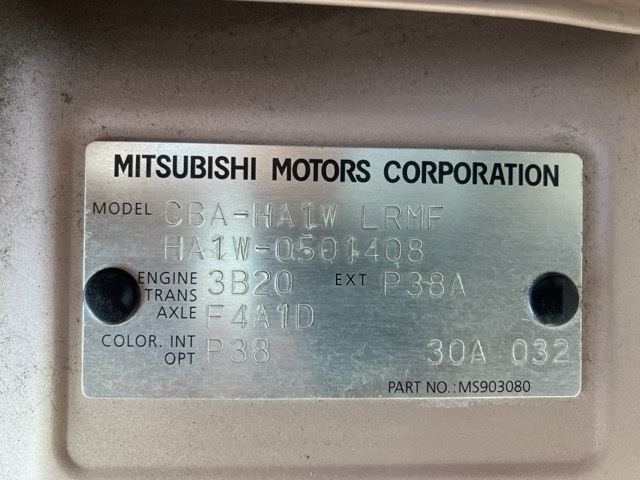 MITSUBISHI MOTORS CORPORATION
MODEL CBA-HA1W LRMF
HA1W-0501408
ENGINE 3B20 EXT P38A
TRANS AXLE F4A1D
COLOR. INT OPT P38 30A 032
PART NO.: MS903080